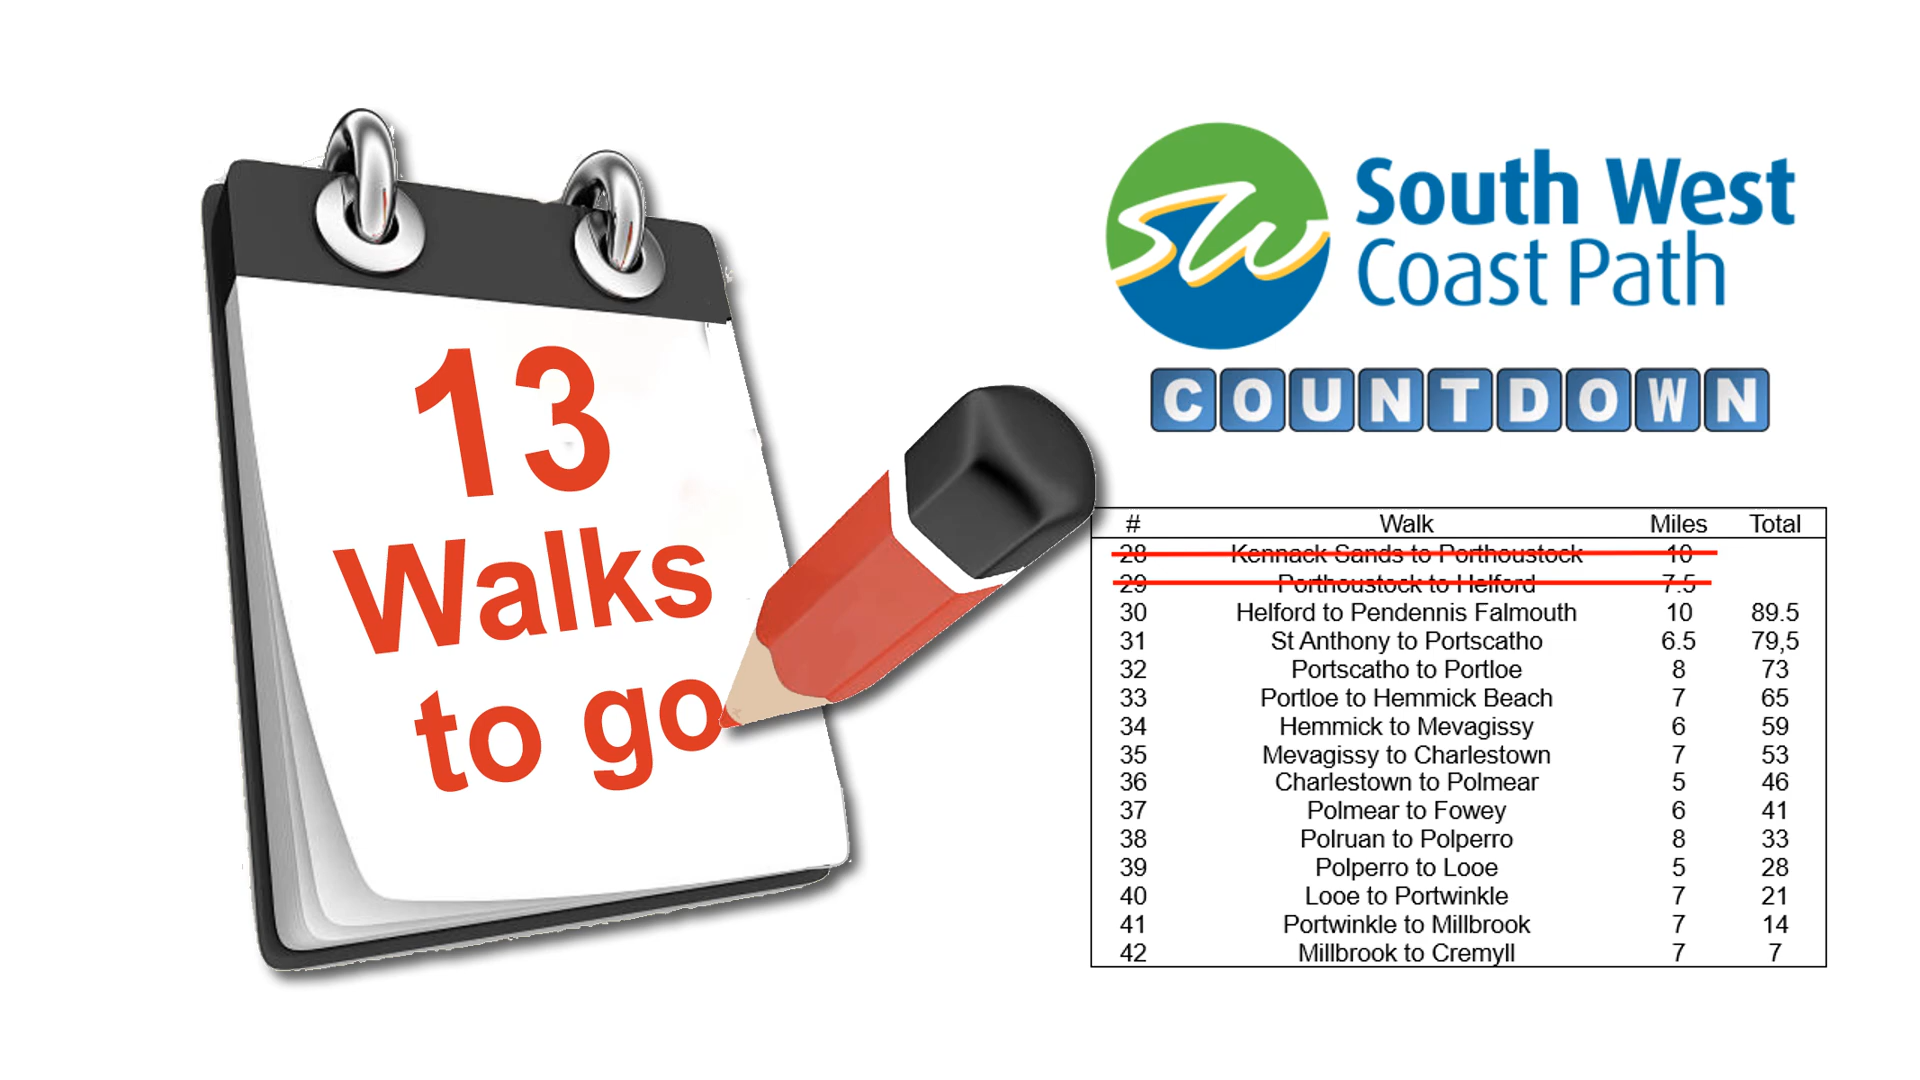 13
Walks
to go
sw
South West
Coast Path
COUNTDOWN
# Walk Miles Total
28 Kennack Sands to Porthoustock 10
29 Porthoustock to Helford 7.5
30 Helford to Pendennis Falmouth 10 89.5
31 St Anthony to Portscatho 6.5 79,5
32 Portscatho to Portloe 8 73
33 Portloe to Hemmick Beach 7 65
34 Hemmick to Mevagissy 6 59
35 Mevagissy to Charlestown 7 53
36 Charlestown to Polmear 5 46
37 Polmear to Fowey 6 41
38 Polruan to Polperro 8 33
39 Polperro to Looe 5 28
40 Looe to Portwinkle 7 21
41 Portwinkle to Millbrook 7 14
42 Millbrook to Cremyll 7 7